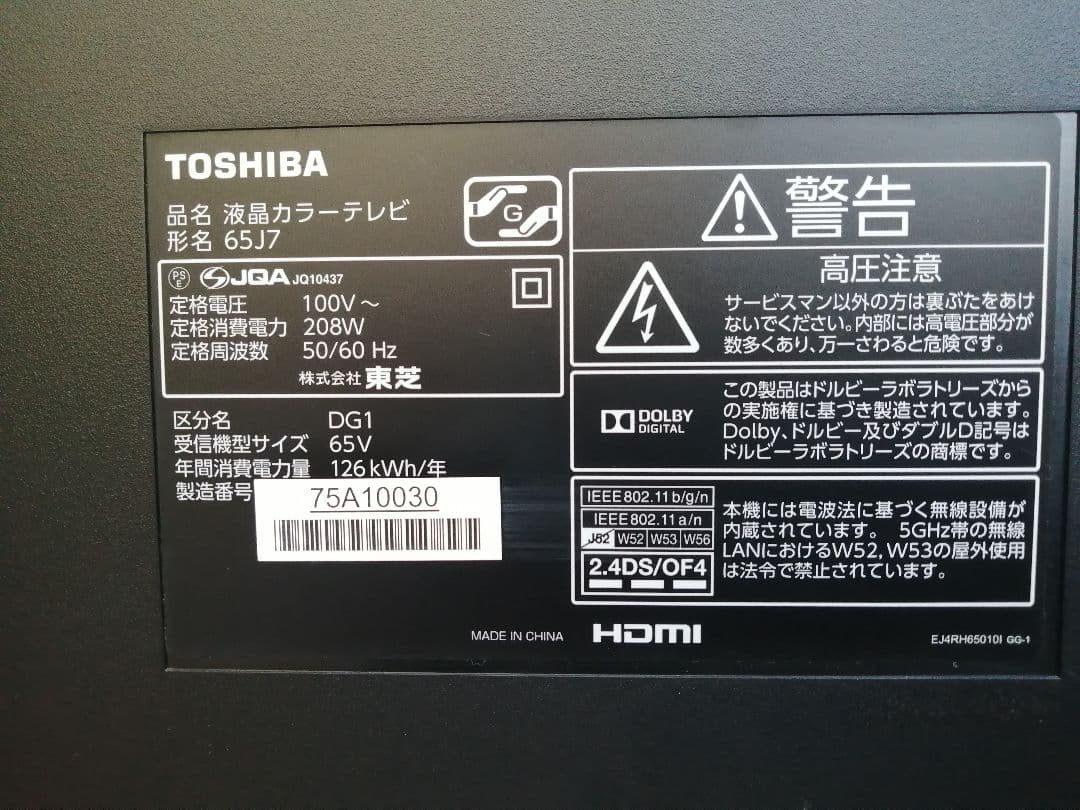 TOSHIBA
品名 液晶カラーテレビ
形名 65J7
G
PS
E
JQA JQ10437
定格電圧 100V～
定格消費電力 208W
定格周波数 50/60 Hz
株式会社 東芝
区分名 DG1
受信機型サイズ 65V
年間消費電力量 126kWh/年
製造番号 75A10030
警告
高圧注意
サービスマン以外の方は裏ぶたをあけ
ないでください。内部には高電圧部分が
数多くあり、万一さわると危険です。
DOLBY
DIGITAL
この製品はドルビーラボラトリーズから
の実施権に基づき製造されています。
Dolby、ドルビー及びダブルD記号は
ドルビーラボラトリーズの商標です。
IEEE802.11b/g/n
IEEE802.11a/n
J52 W52 W53 W56
2.4DS/OF4
本機には電波法に基づく無線設備が
内蔵されています。 5GHz帯の無線
LANにおけるW52,W53の屋外使用
は法令で禁止されています。
MADE IN CHINA
HDMI
EJ4RH65010I GG-1